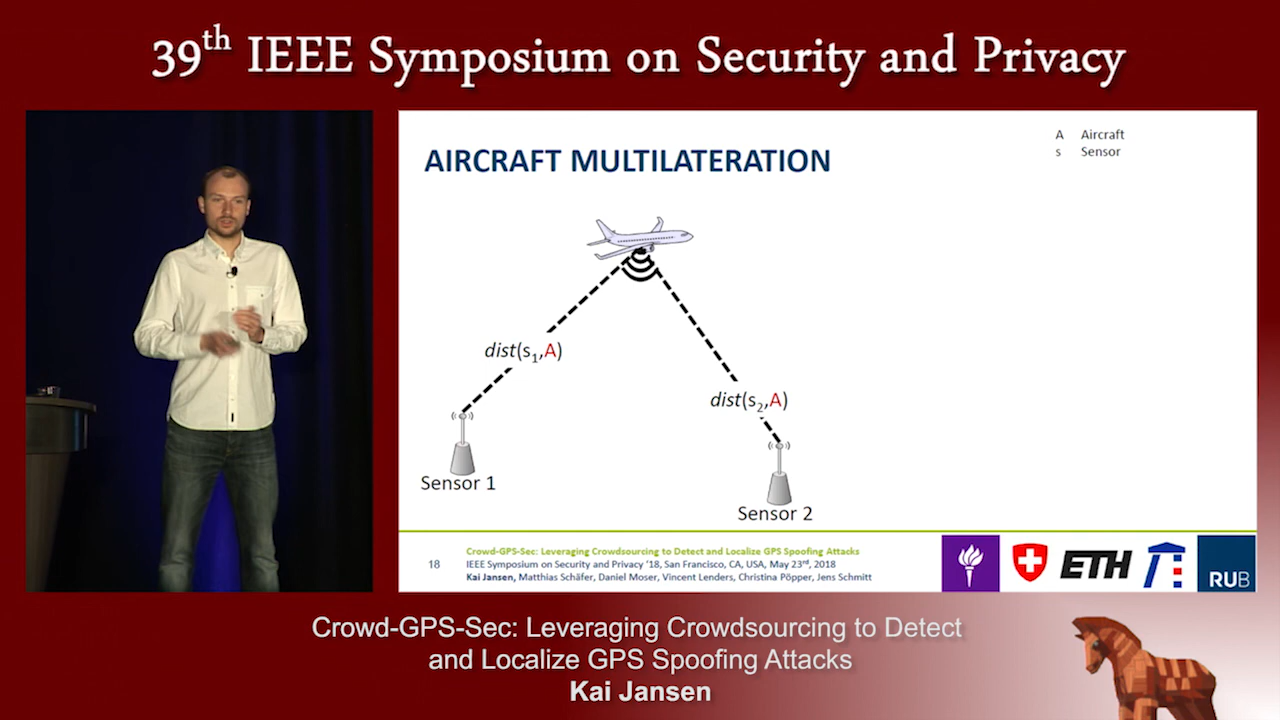 39th IEEE Symposium on Security and Privacy
AIRCRAFT MULTILATERATION
A Aircraft
s Sensor
dist(s1,A)
dist(s2,A)
Sensor 1
Sensor 2
18
Crowd-GPS-Sec: Leveraging Crowdsourcing to Detect and Localize GPS Spoofing Attacks
IEEE Symposium on Security and Privacy '18, San Francisco, CA, USA, May 23rd, 2018
Kai Jansen, Matthias Schäfer, Daniel Moser, Vincent Lenders, Christina Pöpper, Jens Schmitt
ETH
RUB
Crowd-GPS-Sec: Leveraging Crowdsourcing to Detect
and Localize GPS Spoofing Attacks
Kai Jansen